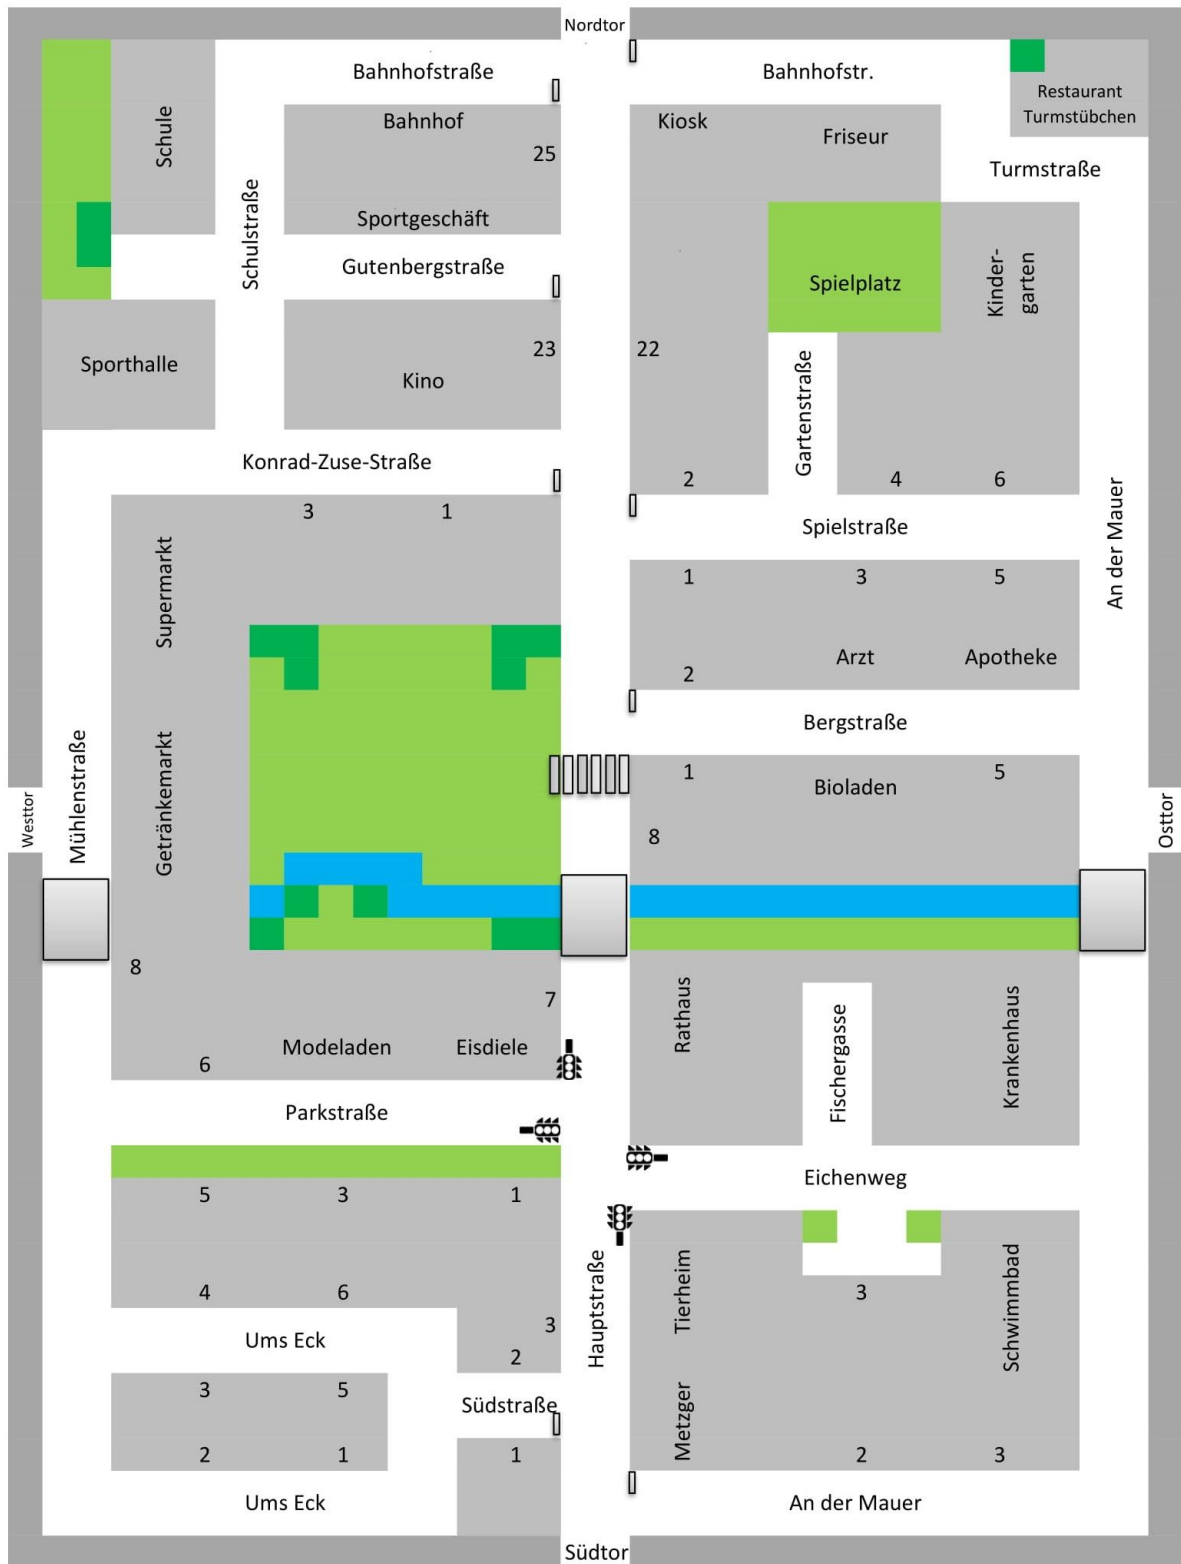 Nordtor
Bahnhofstraße
Bahnhofstr.
Restaurant
Turmstübchen
Schule
Bahnhof
25
Kiosk
Friseur
Turmstraße
Schulstraße
Sportgeschäft
Gutenbergstraße
Spielplatz
Kinder-
garten
Sporthalle
23
Kino
22
Gartenstraße
Konrad-Zuse-Straße
2
4
6
An der Mauer
3
1
Spielstraße
Supermarkt
1
3
5
Arzt
Apotheke
2
Bergstraße
Westtor
Mühlenstraße
Getränkemarkt
1
Bioladen
5
8
Osttor
8
7
Rathaus
Fischergasse
Krankenhaus
6
Modeladen
Eisdiele
Parkstraße
Eichenweg
5
3
1
4
6
Hauptstraße
Tierheim
3
Schwimmbad
Ums Eck
3
2
3
5
Südstraße
Metzger
2
1
1
2
3
Ums Eck
An der Mauer
Südtor